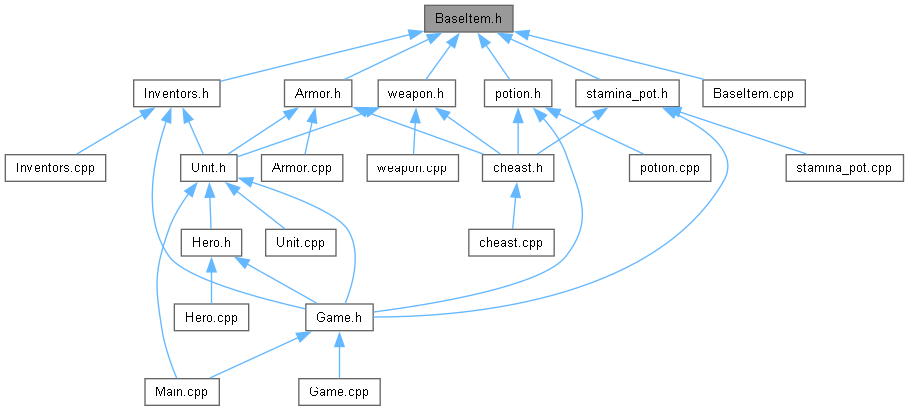 BaseItem.h
Inventors.h
Armor.h
weapon.h
potion.h
stamina_pot.h
BaseItem.cpp
Inventors.cpp
Unit.h
Armor.cpp
weapon.cpp
cheast.h
potion.cpp
stamina_pot.cpp
Hero.h
Unit.cpp
cheast.cpp
Hero.cpp
Game.h
Main.cpp
Game.cpp